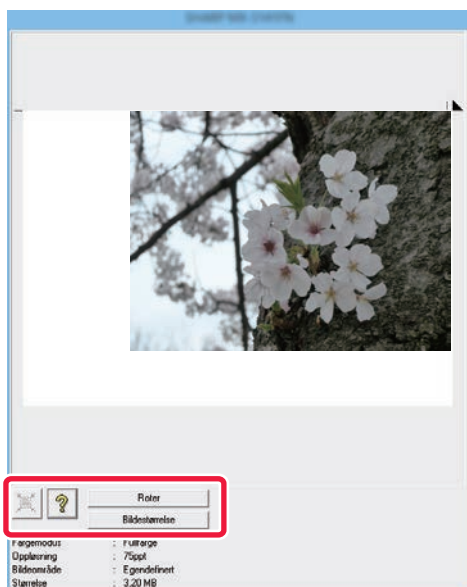 Roter
Bildestørrelse
Fargemodus : Fullfarge
Oppløsning : 75ppt
Bildeområde : Egendefinert
Størrelse : 3.20 MB